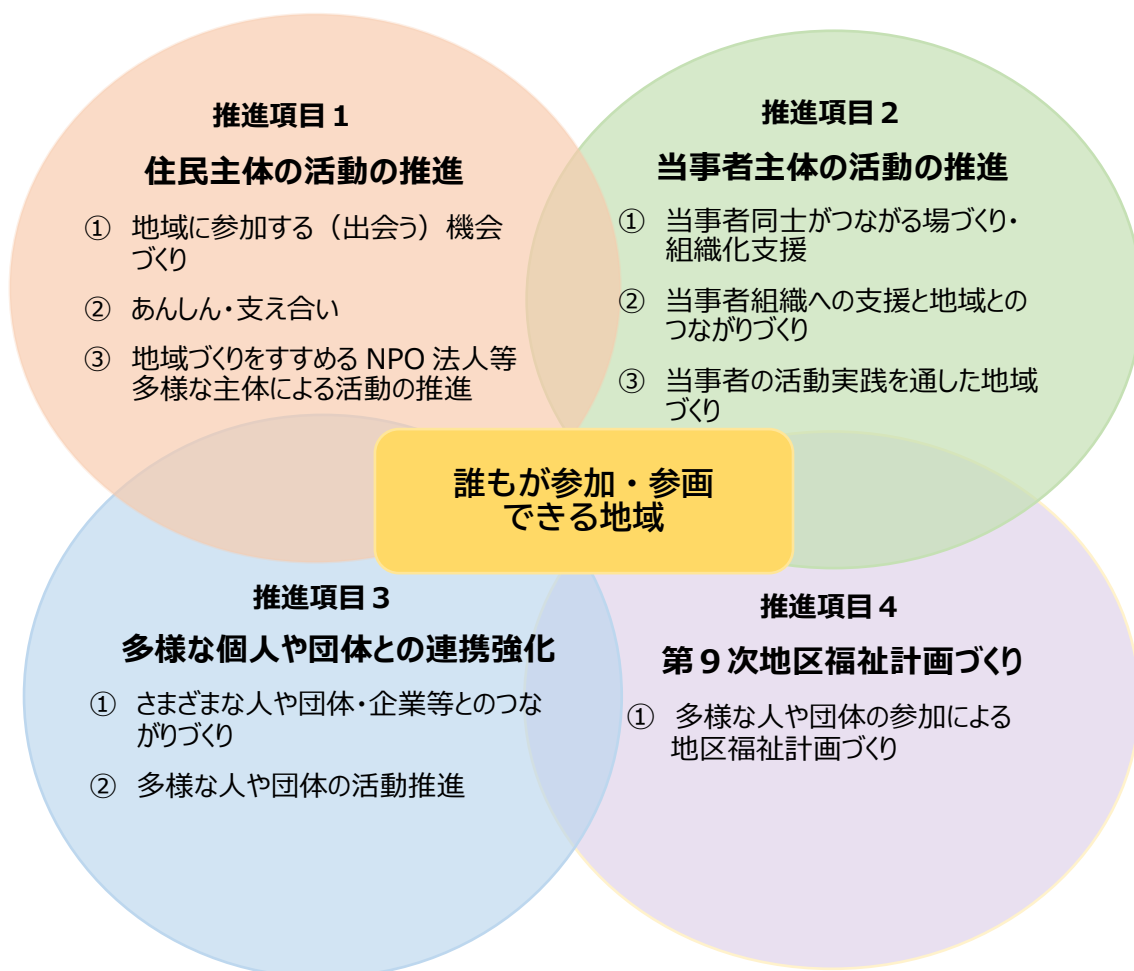 推進項目１
住民主体の活動の推進
① 地域に参加する（出会う）機会
づくり
② あんしん・支え合い
③ 地域づくりをすすめる NPO 法人等
多様な主体による活動の推進
推進項目２
当事者主体の活動の推進
① 当事者同士がつながる場づくり・
組織化支援
② 当事者組織への支援と地域との
つながりづくり
③ 当事者の活動実践を通した地域
づくり
誰もが参加・参画
できる地域
推進項目３
多様な個人や団体との連携強化
① さまざまな人や団体・企業等とのつな
がりづくり
② 多様な人や団体の活動推進
推進項目４
第９次地区福祉計画づくり
① 多様な人や団体の参加による
地区福祉計画づくり